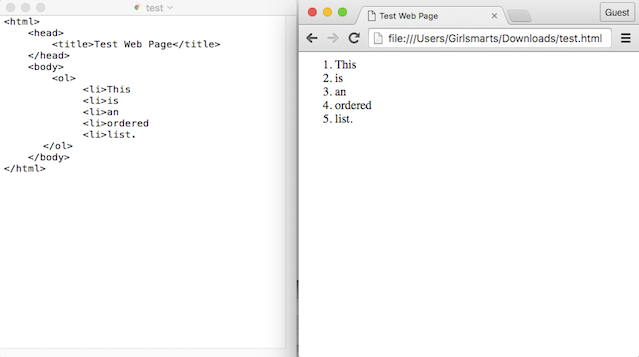 test
<html>
<head>
<title>Test Web Page</title>
</head>
<body>
<ol>
<li>This
<li>is
<li>an
<li>ordered
<li>list.
</ol>
</body>
</html>
Test Web Page
Guest
file:///Users/Girlsmarts/Downloads/test.html
1. This
2. is
3. an
4. ordered
5. list.